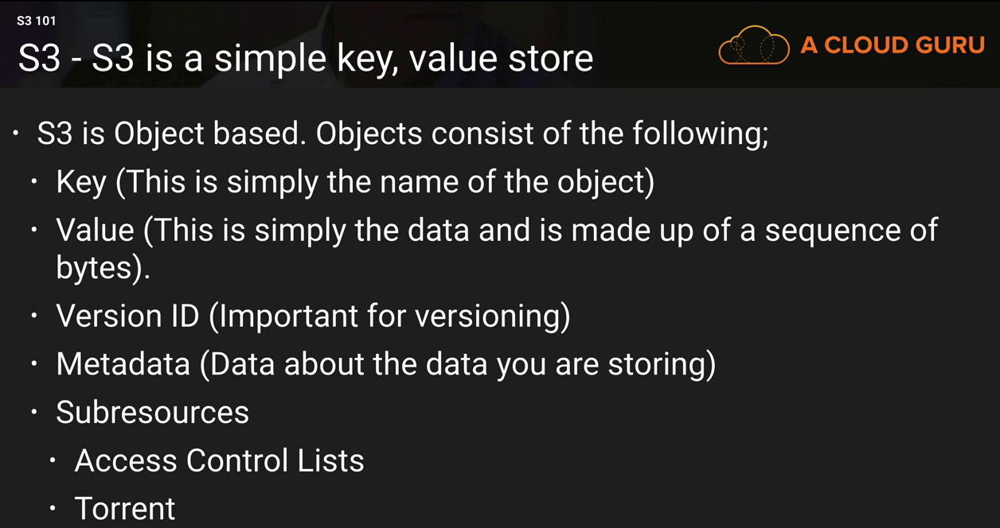 S3 101
S3 - S3 is a simple key, value store
A CLOUD GURU
· S3 is Object based. Objects consist of the following;
· Key (This is simply the name of the object)
· Value (This is simply the data and is made up of a sequence of
bytes).
· Version ID (Important for versioning)
· Metadata (Data about the data you are storing)
· Subresources
· Access Control Lists
· Torrent